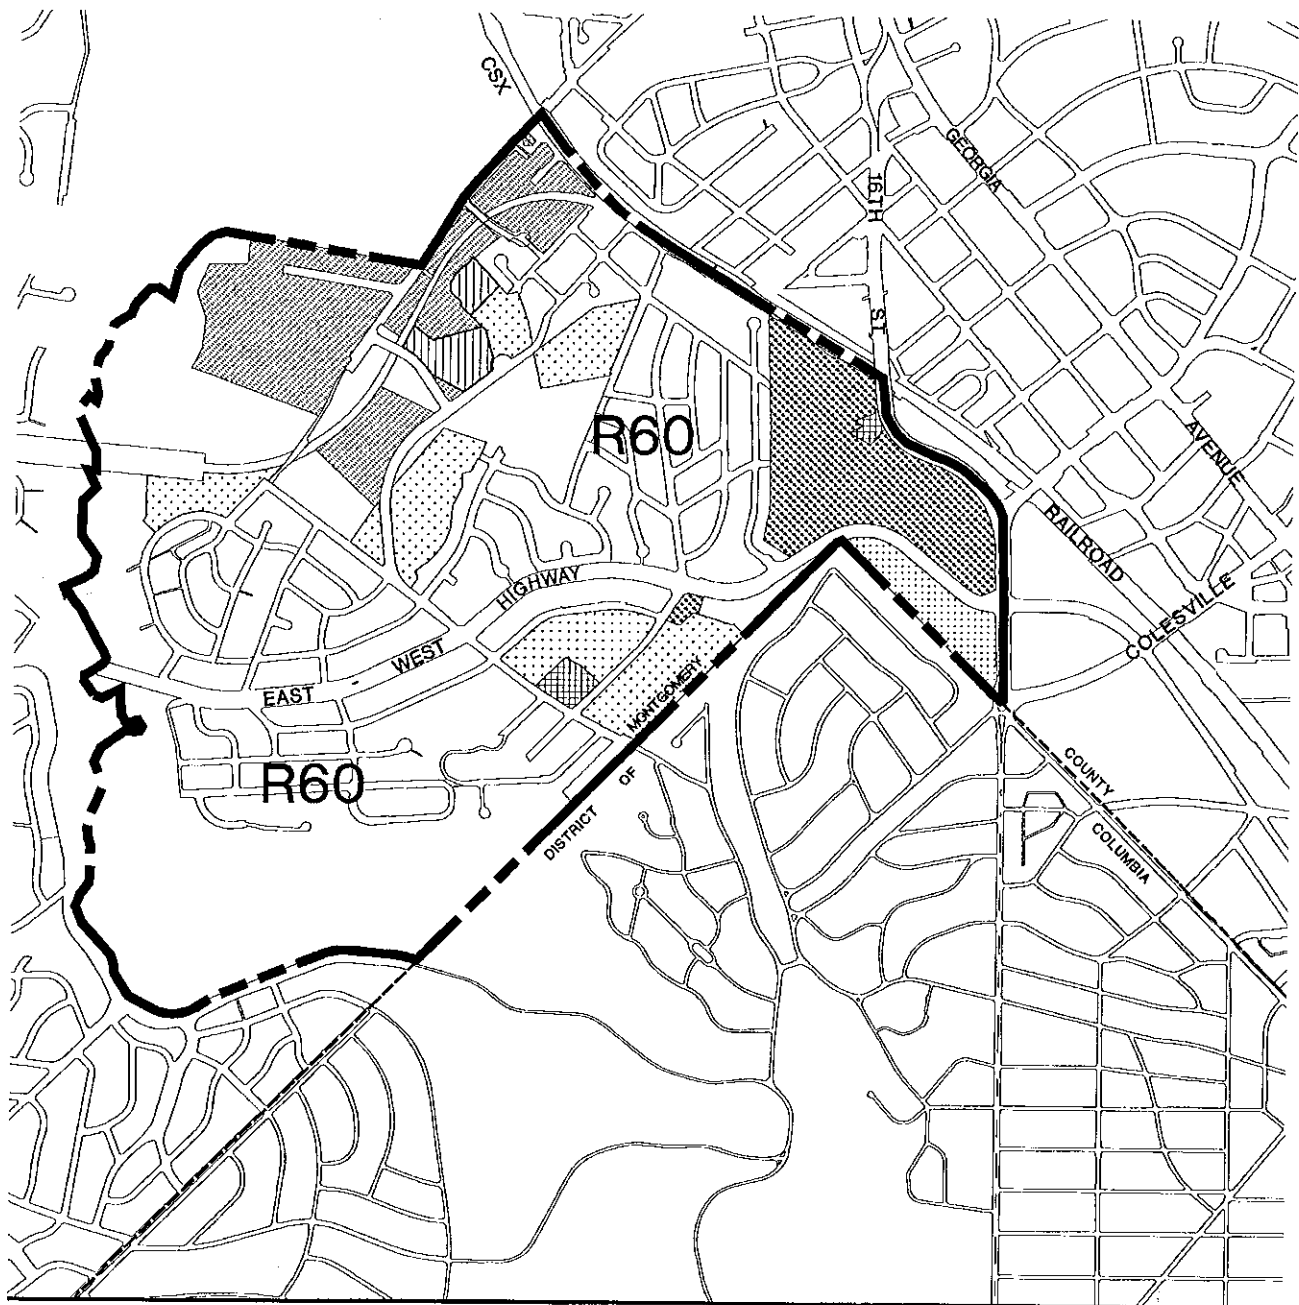 CSX
GEORGIA
16TH
ST
R60
AVENUE
RAILROAD
HIGHWAY
COLESVILLE
WEST
EAST
MONTGOMERY
COUNTY
R60
DISTRICT OF
COLUMBIA